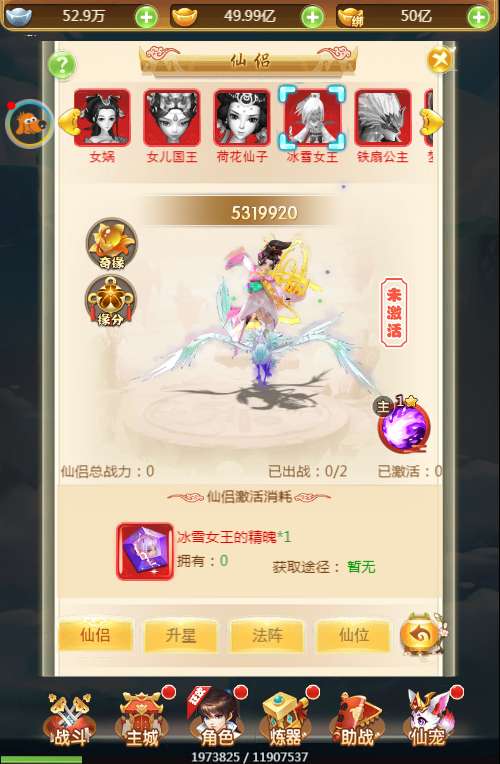 52.9万 49.99亿 绑 50亿
仙侣
女娲 女儿国王 荷花仙子 冰雪女王 铁扇公主
5319920
奇缘
缘分
未激活
主 1
仙侣总战力：0 已出战：0/2 已激活：0
仙侣激活消耗
冰雪女王的精魄*1
拥有：0 获取途径： 暂无
仙侣 升星 法阵 仙位
战斗 主城 角色 炼器 助战 仙宠
1973825 / 11907537